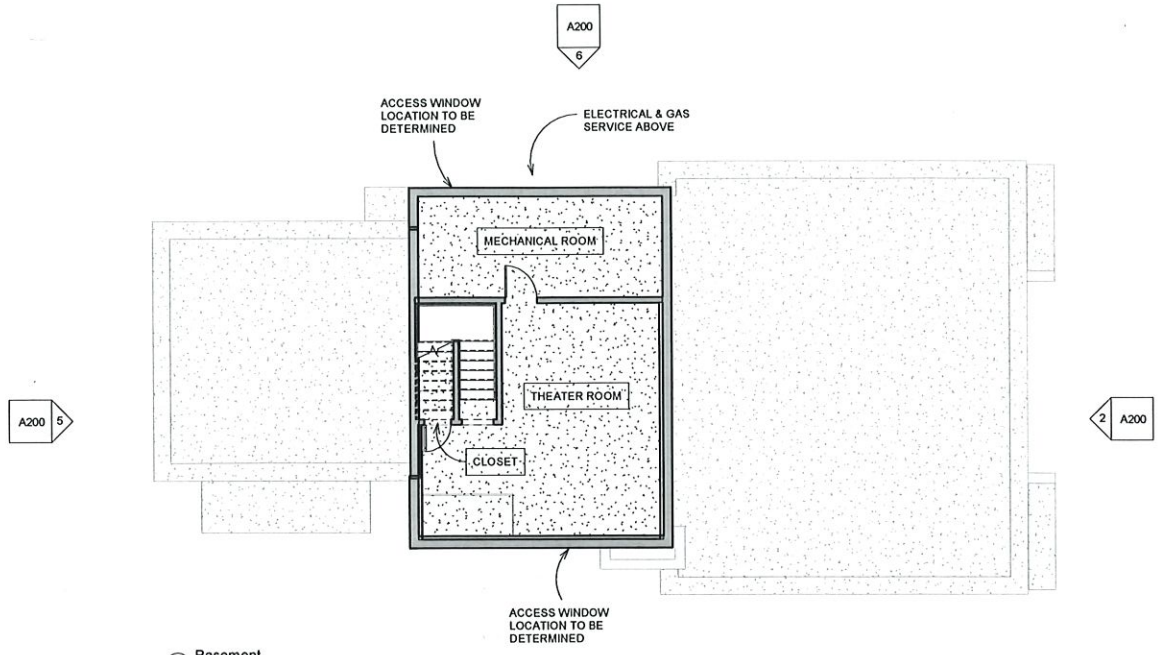 A200
6
ACCESS WINDOW
LOCATION TO BE
DETERMINED
ELECTRICAL & GAS
SERVICE ABOVE
MECHANICAL ROOM
THEATER ROOM
A200 5
2 A200
CLOSET
ACCESS WINDOW
LOCATION TO BE
DETERMINED
Basement